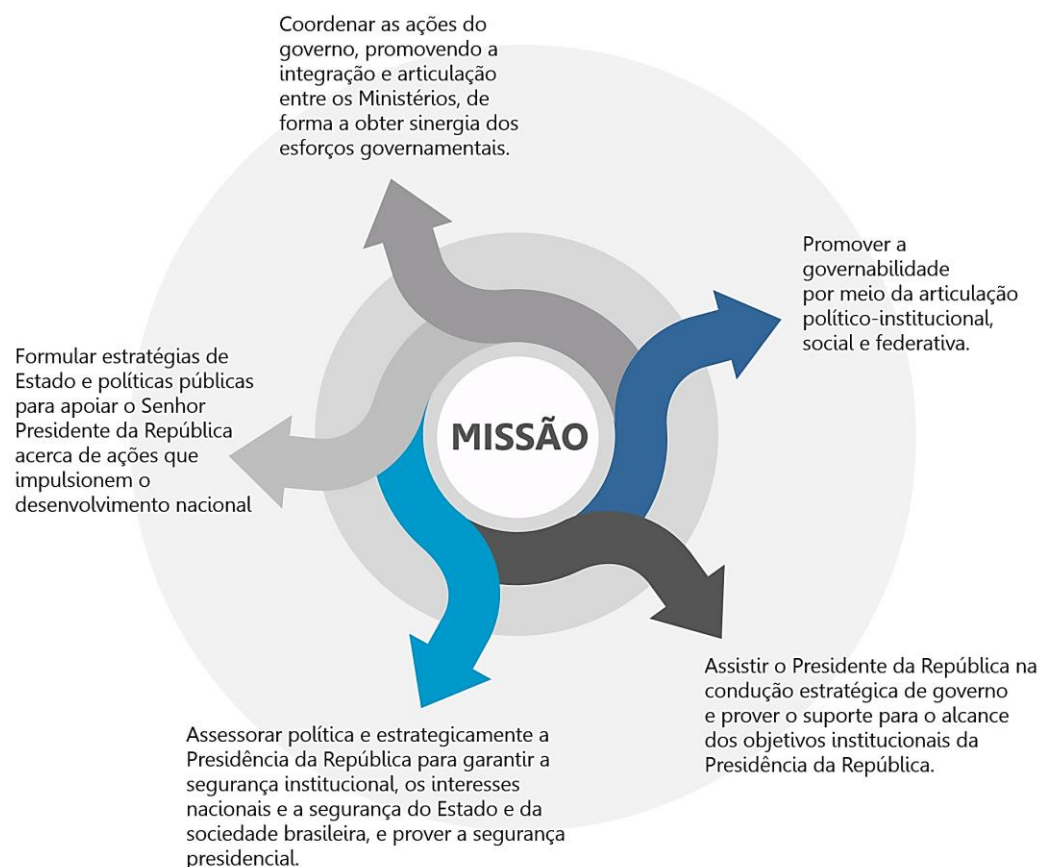 Coordenar as ações do
governo, promovendo a
integração e articulação
entre os Ministérios, de
forma a obter sinergia dos
esforços governamentais.
Promover a
governabilidade
por meio da articulação
político-institucional,
social e federativa.
Formular estratégias de
Estado e políticas públicas
para apoiar o Senhor
Presidente da República
acerca de ações que
impulsionem o
desenvolvimento nacional
MISSÃO
Assistir o Presidente da República na
condução estratégica de governo
e prover o suporte para o alcance
dos objetivos institucionais da
Presidência da República.
Assessorar política e estrategicamente a
Presidência da República para garantir a
segurança institucional, os interesses
nacionais e a segurança do Estado e da
sociedade brasileira, e prover a segurança
presidencial.